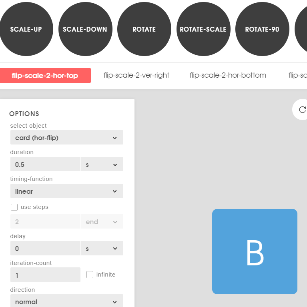 SCALE-UP SCALE-DOWN ROTATE ROTATE-SCALE ROTATE-90
flip-scale-2-hor-top flip-scale-2-ver-right flip-scale-2-hor-bottom
OPTIONS
select object
card (hor-flip)
duration
0.5 s
timing-function
linear
use steps
end
delay
0 s
iteration-count
1 infinite
direction
normal
B